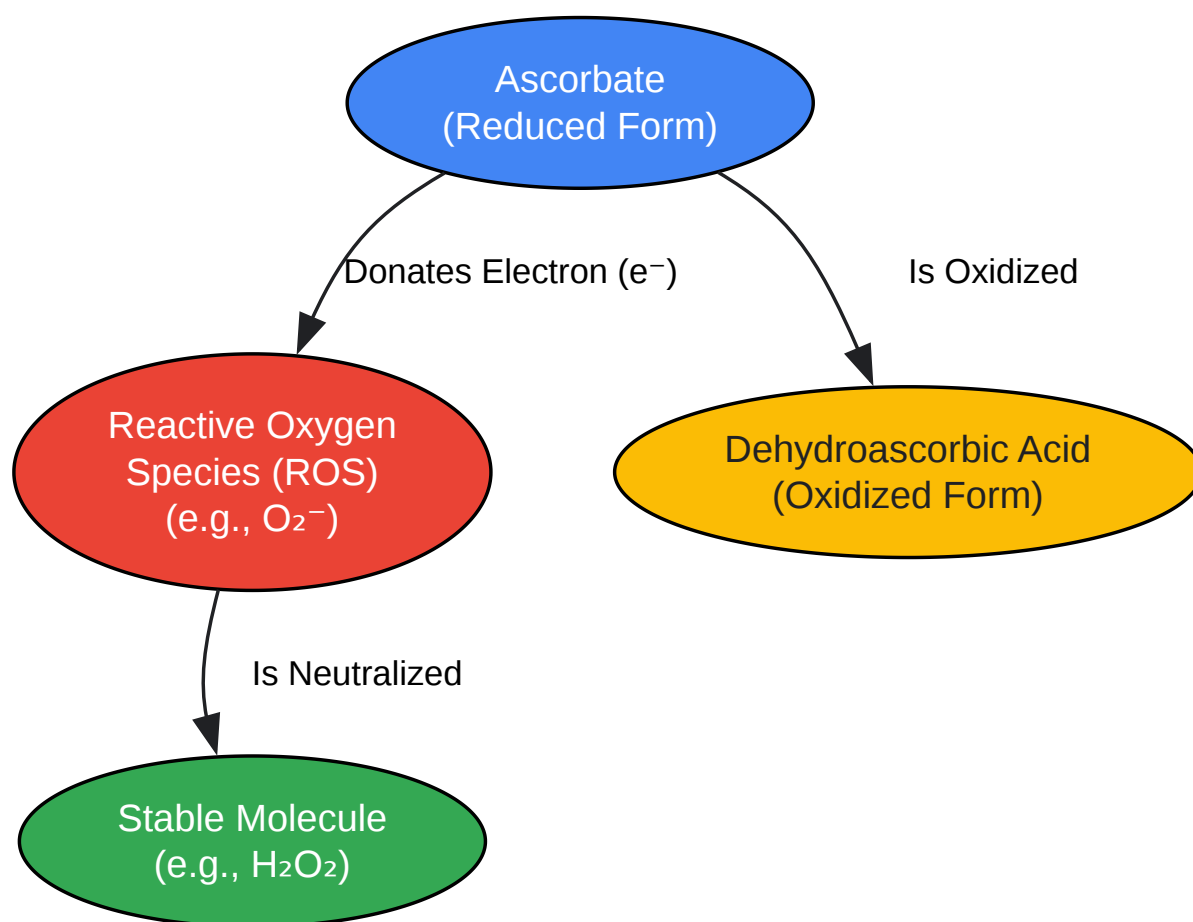 Ascorbate
(Reduced Form)
Donates Electron (e⁻)
Is Oxidized
Reactive Oxygen
Species (ROS)
(e.g., O₂⁻)
Dehydroascorbic Acid
(Oxidized Form)
Is Neutralized
Stable Molecule
(e.g., H₂O₂)